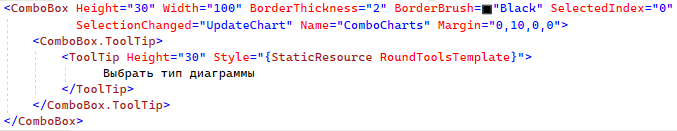 <ComboBox Height="30" Width="100" BorderThickness="2" BorderBrush="Black" SelectedIndex="0"
SelectionChanged="UpdateChart" Name="ComboCharts" Margin="0,10,0,0">
<ComboBox.ToolTip>
<ToolTip Height="30" Style="{StaticResource RoundToolsTemplate}">
Выбрать тип диаграммы
</ToolTip>
</ComboBox.ToolTip>
</ComboBox>